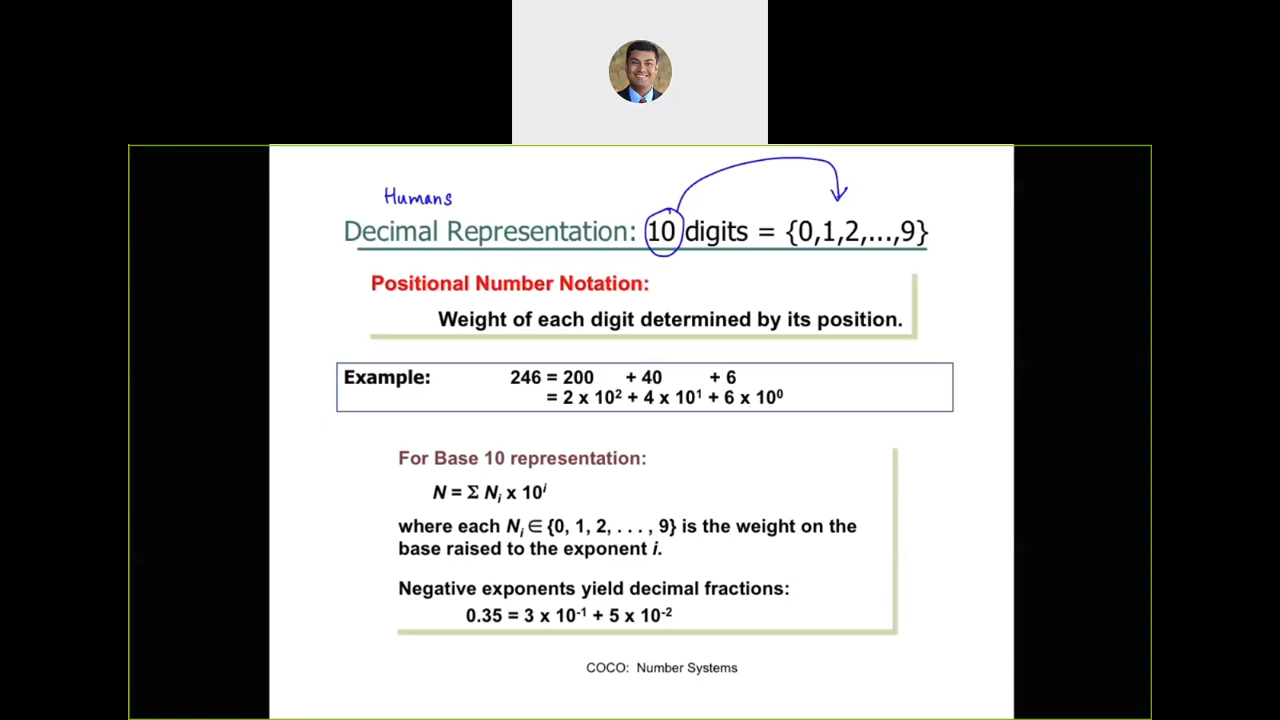 Humans
Decimal Representation: 10 digits = {0,1,2,...,9}
Positional Number Notation:
Weight of each digit determined by its position.
Example: 246 = 200 + 40 + 6
= 2 x 10² + 4 x 10¹ + 6 x 10⁰
For Base 10 representation:
N = Σ Nᵢ x 10ⁱ
where each Nᵢ ∈ {0, 1, 2, . . . , 9} is the weight on the
base raised to the exponent i.
Negative exponents yield decimal fractions:
0.35 = 3 x 10⁻¹ + 5 x 10⁻²
COCO: Number Systems